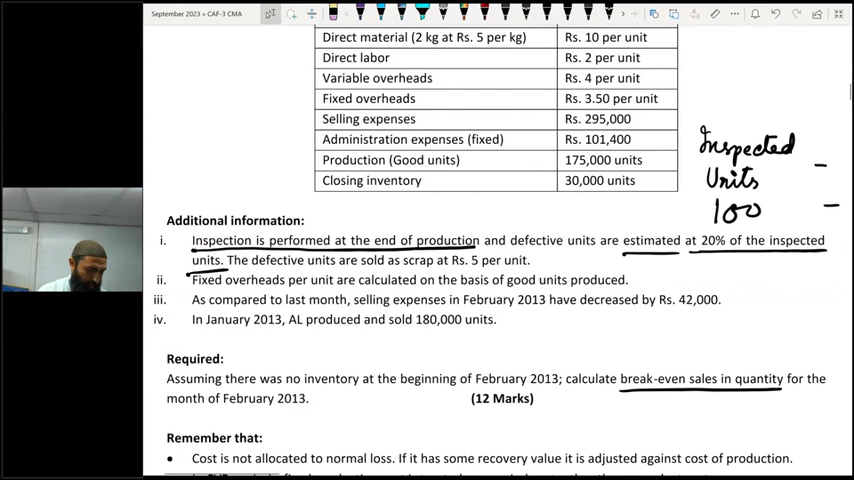 September 2023 » CAF-3 CMA
Direct material (2 kg at Rs. 5 per kg) Rs. 10 per unit
Direct labor Rs. 2 per unit
Variable overheads Rs. 4 per unit
Fixed overheads Rs. 3.50 per unit
Selling expenses Rs. 295,000
Administration expenses (fixed) Rs. 101,400
Production (Good units) 175,000 units
Closing inventory 30,000 units
Inspected
Units
100
Additional information:
i. Inspection is performed at the end of production and defective units are estimated at 20% of the inspected
units. The defective units are sold as scrap at Rs. 5 per unit.
ii. Fixed overheads per unit are calculated on the basis of good units produced.
iii. As compared to last month, selling expenses in February 2013 have decreased by Rs. 42,000.
iv. In January 2013, AL produced and sold 180,000 units.
Required:
Assuming there was no inventory at the beginning of February 2013; calculate break-even sales in quantity for the
month of February 2013. (12 Marks)
Remember that:
• Cost is not allocated to normal loss. If it has some recovery value it is adjusted against cost of production.